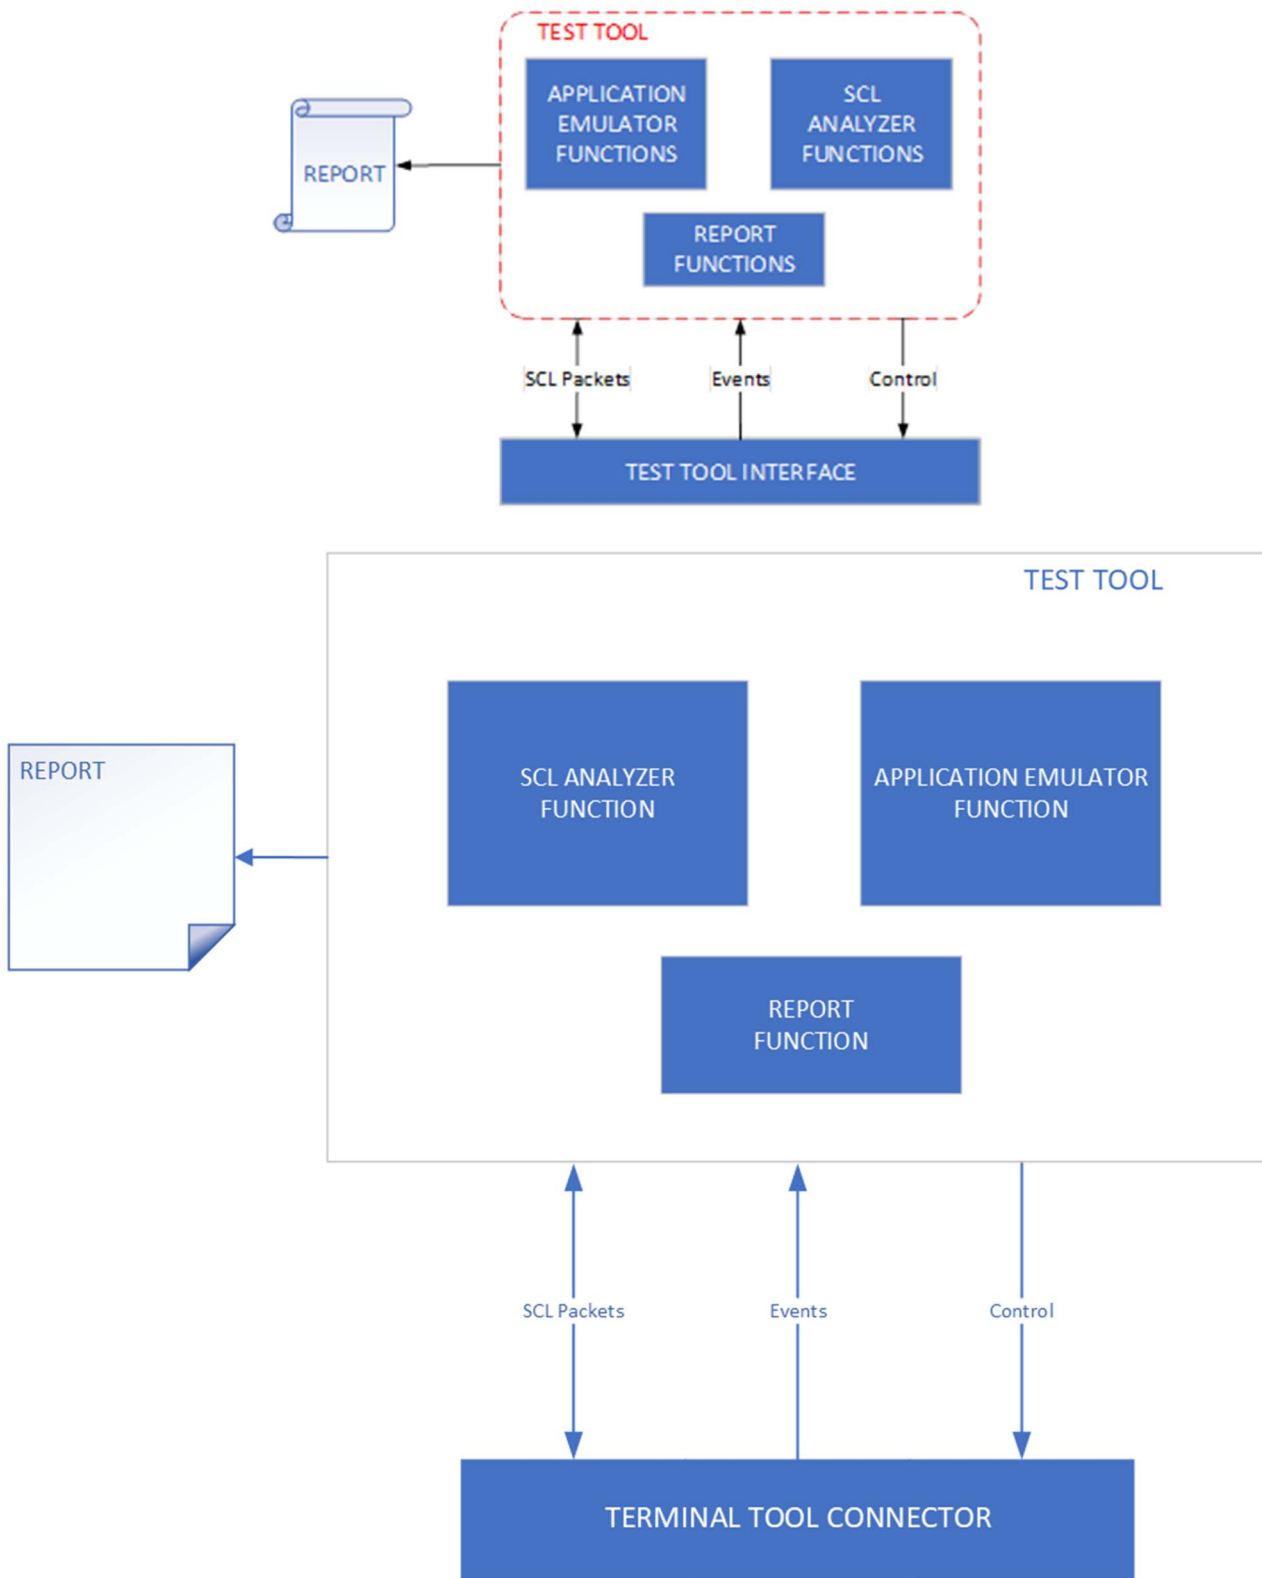 TEST TOOL
APPLICATION
EMULATOR
FUNCTIONS
SCL
ANALYZER
FUNCTIONS
REPORT
REPORT
FUNCTIONS
SCL Packets
Events
Control
TEST TOOL INTERFACE
TEST TOOL
REPORT
SCL ANALYZER
FUNCTION
APPLICATION EMULATOR
FUNCTION
REPORT
FUNCTION
SCL Packets
Events
Control
TERMINAL TOOL CONNECTOR